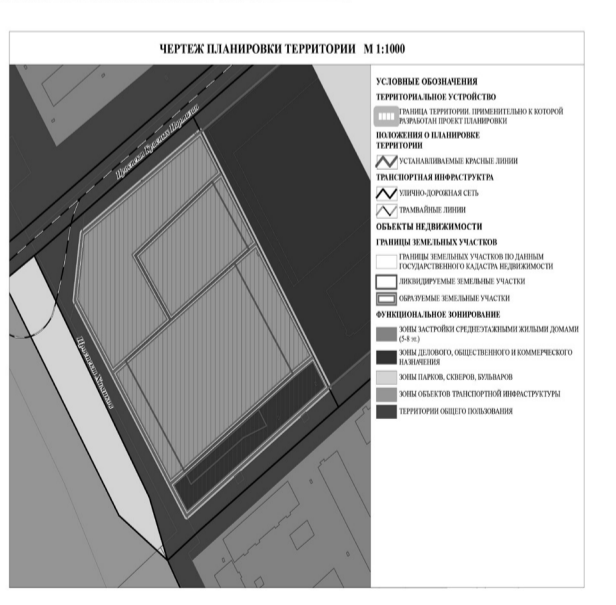 ЧЕРТЕЖ ПЛАНИРОВКИ ТЕРРИТОРИИ М 1:1000
УСЛОВНЫЕ ОБОЗНАЧЕНИЯ
ТЕРРИТОРИАЛЬНОЕ УСТРОЙСТВО
ГРАНИЦА ТЕРРИТОРИИ, ПРИМЕНИТЕЛЬНО К КОТОРОЙ
РАЗРАБОТАН ПРОЕКТ ПЛАНИРОВКИ
ПОЛОЖЕНИЯ О ПЛАНИРОВКЕ
ТЕРРИТОРИИ
УСТАНАВЛИВАЕМЫЕ КРАСНЫЕ ЛИНИИ
ТРАНСПОРТНАЯ ИНФРАСТРУКТРА
УЛИЧНО-ДОРОЖНАЯ СЕТЬ
ТРАМВАЙНЫЕ ЛИНИИ
ОБЪЕКТЫ НЕДВИЖИМОСТИ
ГРАНИЦЫ ЗЕМЕЛЬНЫХ УЧАСТКОВ
ГРАНИЦЫ ЗЕМЕЛЬНЫХ УЧАСТКОВ ПО ДАННЫМ
ГОСУДАРСТВЕННОГО КАДАСТРА НЕДВИЖИМОСТИ
ЛИКВИДИРУЕМЫЕ ЗЕМЕЛЬНЫЕ УЧАСТКИ
ОБРАЗУЕМЫЕ ЗЕМЕЛЬНЫЕ УЧАСТКИ
ФУНКЦИОНАЛЬНОЕ ЗОНИРОВАНИЕ
ЗОНЫ ЗАСТРОЙКИ СРЕДНЕЭТАЖНЫМИ ЖИЛЫМИ ДОМАМИ
(5-8 эт.)
ЗОНЫ ДЕЛОВОГО, ОБЩЕСТВЕННОГО И КОММЕРЧЕСКОГО
НАЗНАЧЕНИЯ
ЗОНЫ ПАРКОВ, СКВЕРОВ, БУЛЬВАРОВ
ЗОНЫ ОБЪЕКТОВ ТРАНСПОРТНОЙ ИНФРАСТРУКТУРЫ
ТЕРРИТОРИИ ОБЩЕГО ПОЛЬЗОВАНИЯ